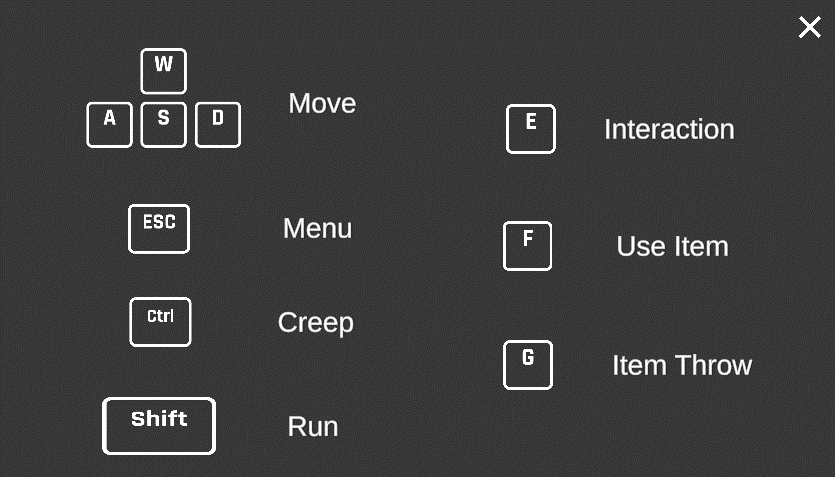 W
A S D
Move
ESC
Menu
Ctrl
Creep
Shift
Run
E
Interaction
F
Use Item
G
Item Throw